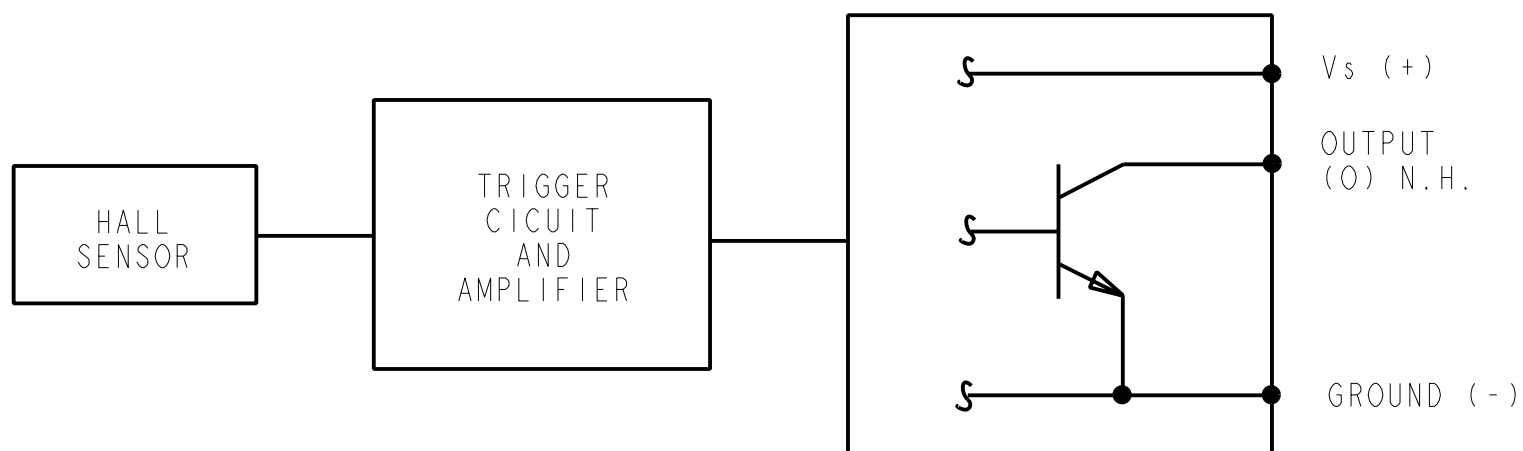 HALL
SENSOR
TRIGGER
CICUIT
AND
AMPLIFIER
Vs (+)
OUTPUT
(O) N.H.
GROUND (-)